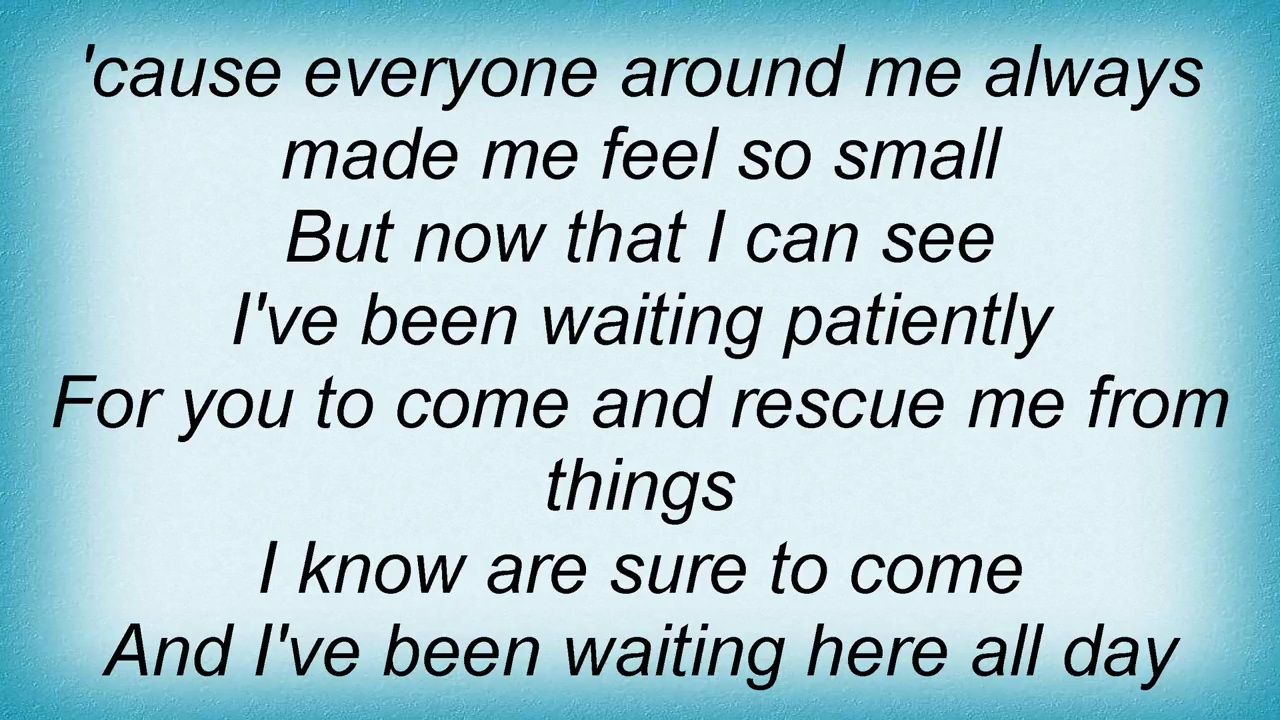 'cause everyone around me always
made me feel so small
But now that I can see
I've been waiting patiently
For you to come and rescue me from
things
I know are sure to come
And I've been waiting here all day